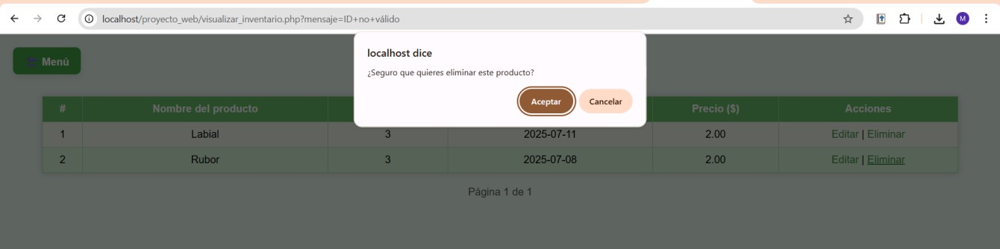 localhost/proyecto_web/visualizar_inventario.php?mensaje=ID+no+válido
M
Menú
localhost dice
¿Seguro que quieres eliminar este producto?
Aceptar Cancelar
# Nombre del producto Precio ($) Acciones
1 Labial 3 2025-07-11 2.00 Editar | Eliminar
2 Rubor 3 2025-07-08 2.00 Editar | Eliminar
Página 1 de 1